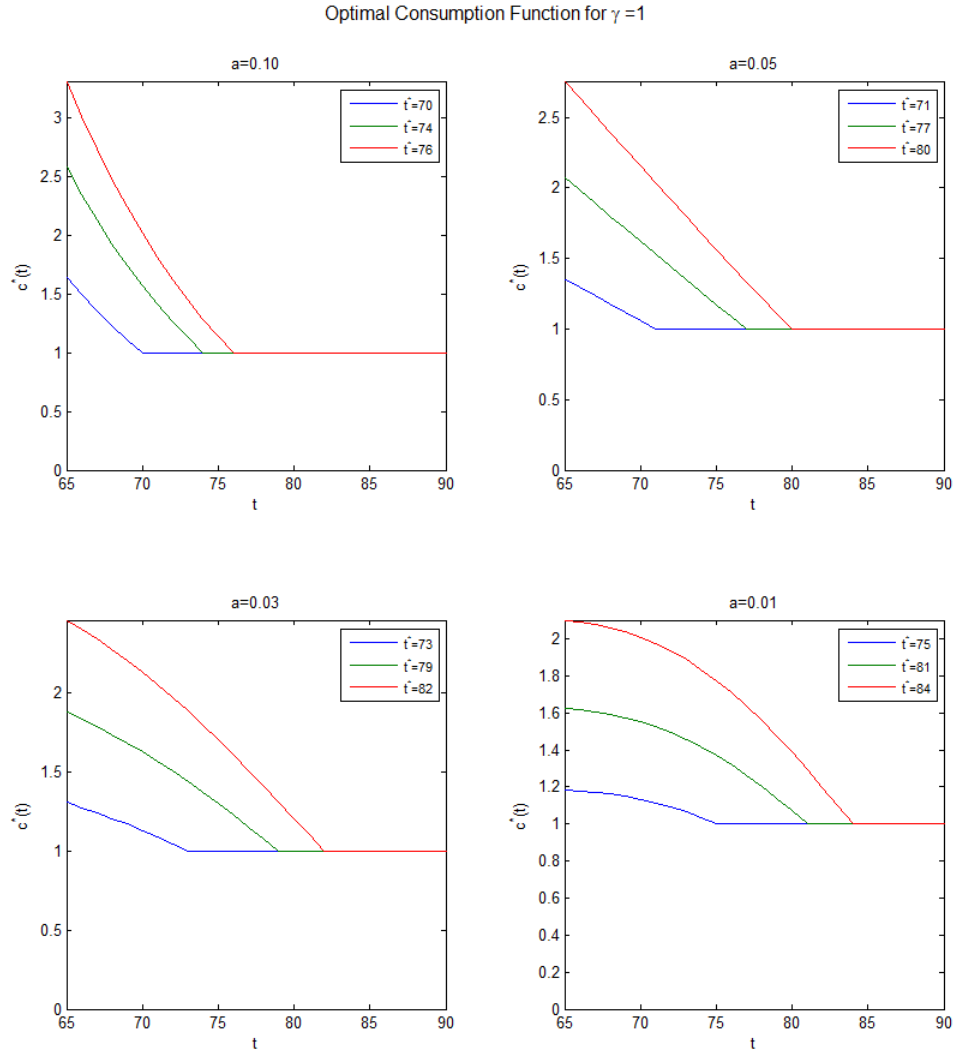 Optimal Consumption Function for γ =1
a=0.10
t^=70
t^=74
t^=76
3
2.5
2
1.5
1
0.5
0
c*(t)
65 70 75 80 85 90
t
a=0.05
t^=71
t^=77
t^=80
2.5
2
1.5
1
0.5
0
c*(t)
65 70 75 80 85 90
t
a=0.03
t^=73
t^=79
t^=82
2
1.5
1
0.5
0
c*(t)
65 70 75 80 85 90
t
a=0.01
t^=75
t^=81
t^=84
2
1.8
1.6
1.4
1.2
1
0.8
0.6
0.4
0.2
0
c*(t)
65 70 75 80 85 90
t